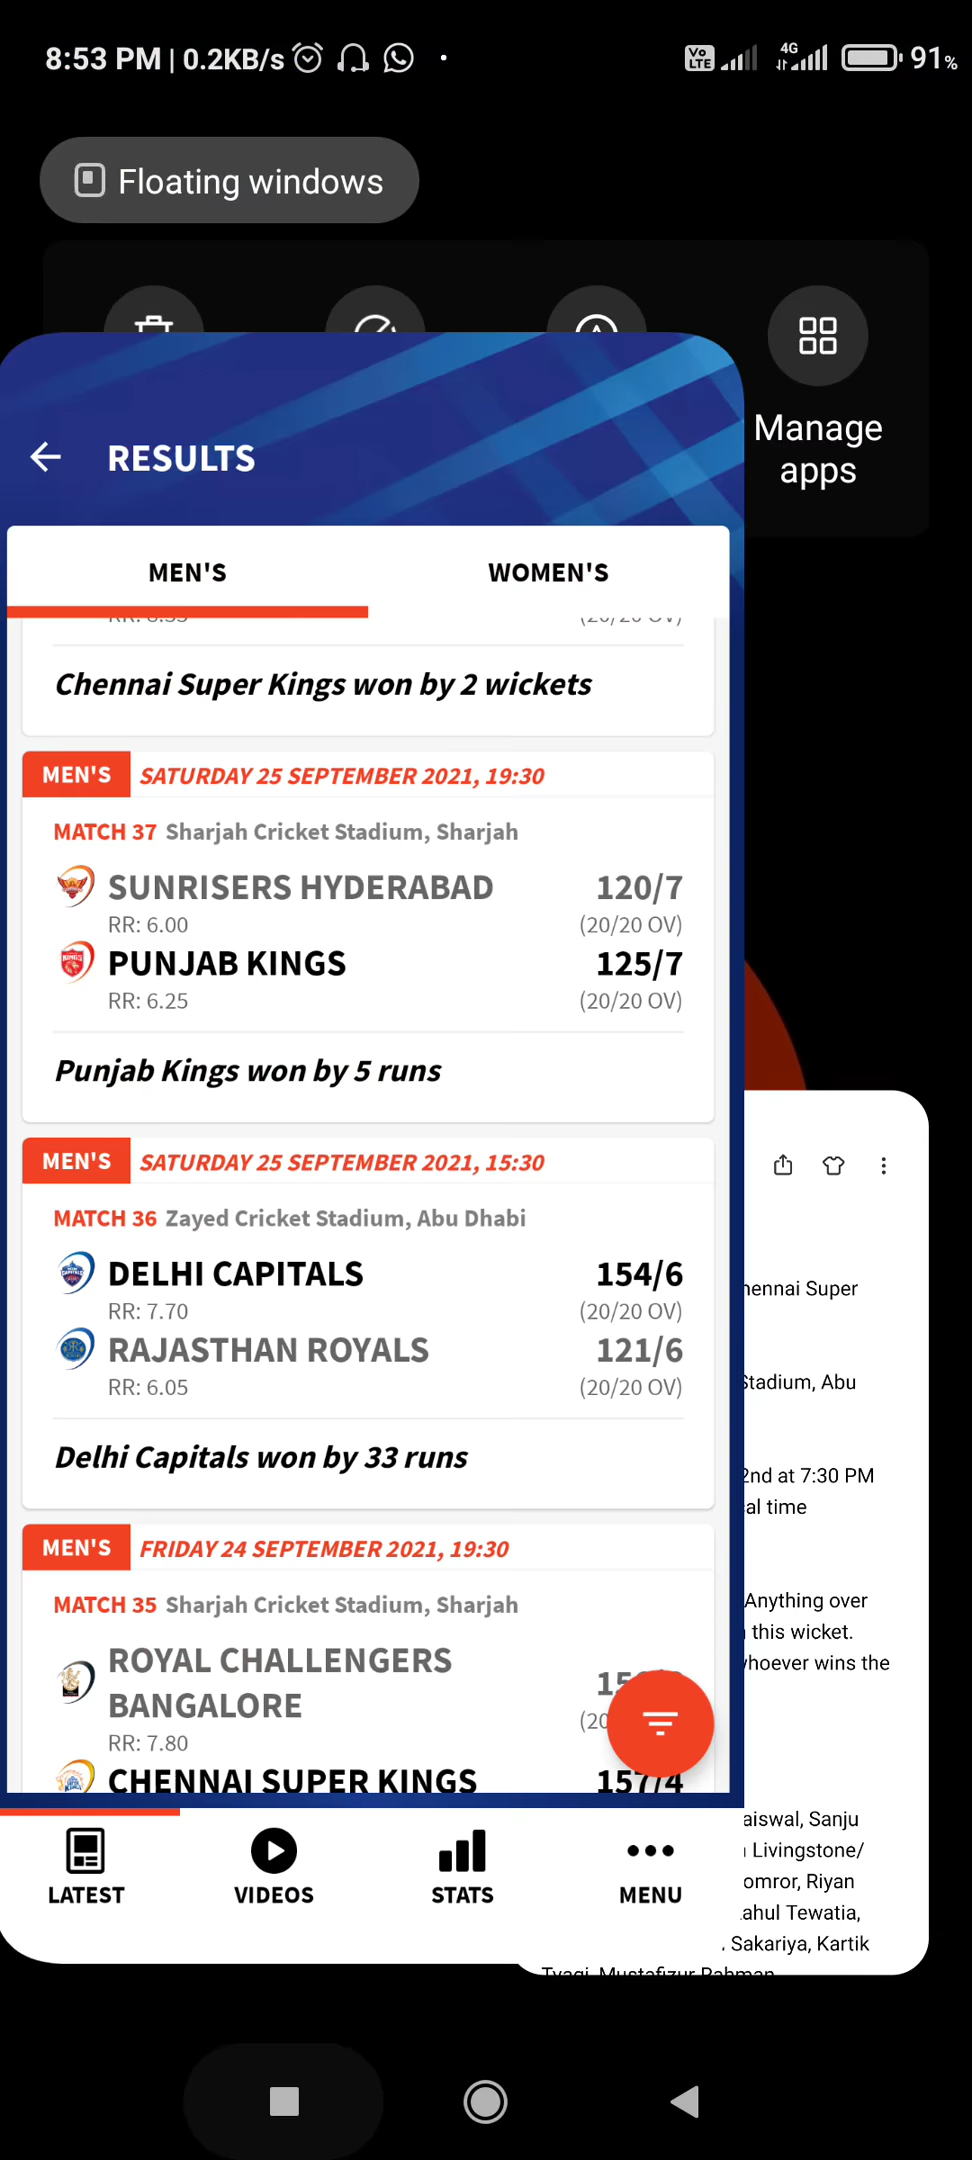 8:53 PM | 0.2KB/s
Vo LTE
4G
91%
Floating windows
Manage
apps
RESULTS
MEN'S WOMEN'S
Chennai Super Kings won by 2 wickets
MEN'S SATURDAY 25 SEPTEMBER 2021, 19:30
MATCH 37 Sharjah Cricket Stadium, Sharjah
SUNRISERS HYDERABAD 120/7
RR: 6.00 (20/20 OV)
PUNJAB KINGS 125/7
RR: 6.25 (20/20 OV)
Punjab Kings won by 5 runs
MEN'S SATURDAY 25 SEPTEMBER 2021, 15:30
MATCH 36 Zayed Cricket Stadium, Abu Dhabi
DELHI CAPITALS 154/6
RR: 7.70 (20/20 OV)
RAJASTHAN ROYALS 121/6
RR: 6.05 (20/20 OV)
Delhi Capitals won by 33 runs
MEN'S FRIDAY 24 SEPTEMBER 2021, 19:30
MATCH 35 Sharjah Cricket Stadium, Sharjah
ROYAL CHALLENGERS
BANGALORE
RR: 7.80
CHENNAI SUPER KINGS 157/4
LATEST VIDEOS STATS MENU
Super
Stadium, Abu
2nd at 7:30 PM
time
Anything over
this wicket.
whoever wins the
Sanju
Livingstone/
Riyan
Tewatia,
Sakariya, Kartik
Tyagi, Mustafizur Rahman